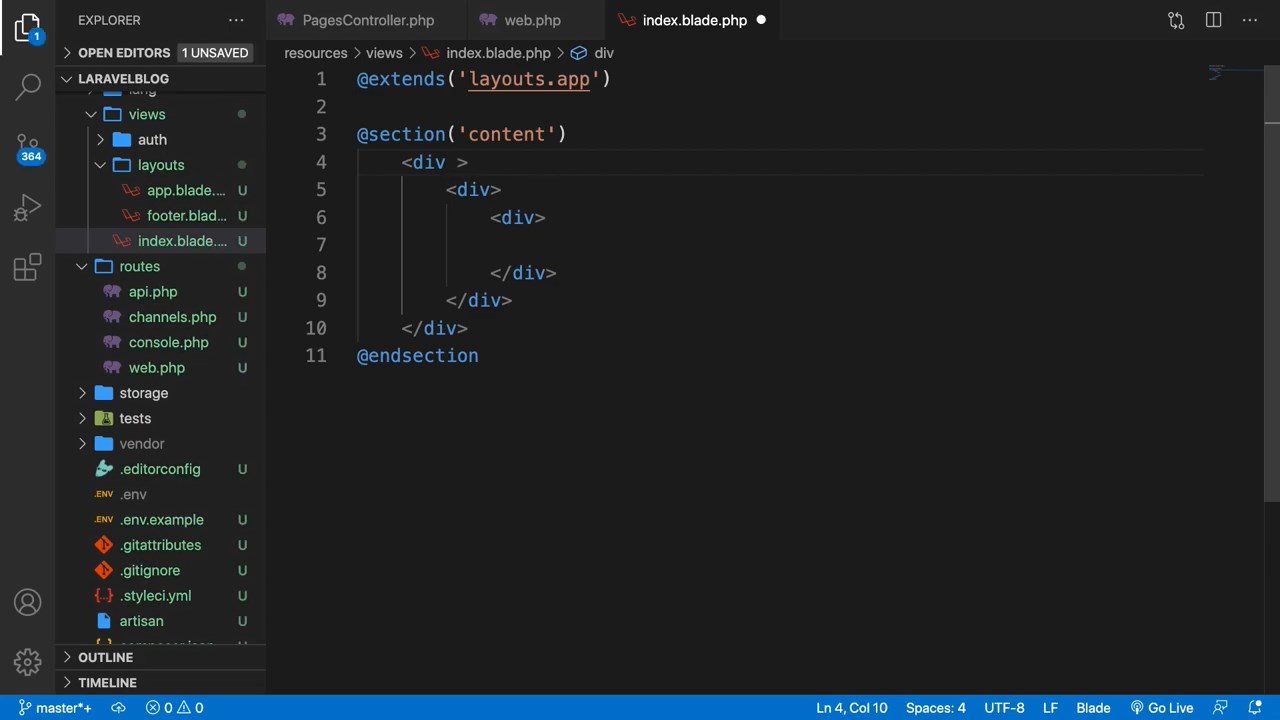 EXPLORER
PagesController.php
web.php
index.blade.php
1
OPEN EDITORS
1 UNSAVED
resources
views
index.blade.php
div
LARAVELBLOG
views
auth
layouts
app.blade....
U
footer.blad...
U
index.blade....
U
routes
api.php
U
channels.php
U
console.php
U
web.php
U
storage
tests
vendor
.editorconfig
U
.ENV
.env
.ENV
.env.example
U
.gitattributes
U
.gitignore
U
.styleci.yml
U
artisan
U
OUTLINE
TIMELINE
364
1 @extends('layouts.app')
2
3 @section('content')
4 <div >
5 <div>
6 <div>
7
8 </div>
9 </div>
10 </div>
11 @endsection
master*+
0
0
Ln 4, Col 10
Spaces: 4
UTF-8
LF
Blade
Go Live